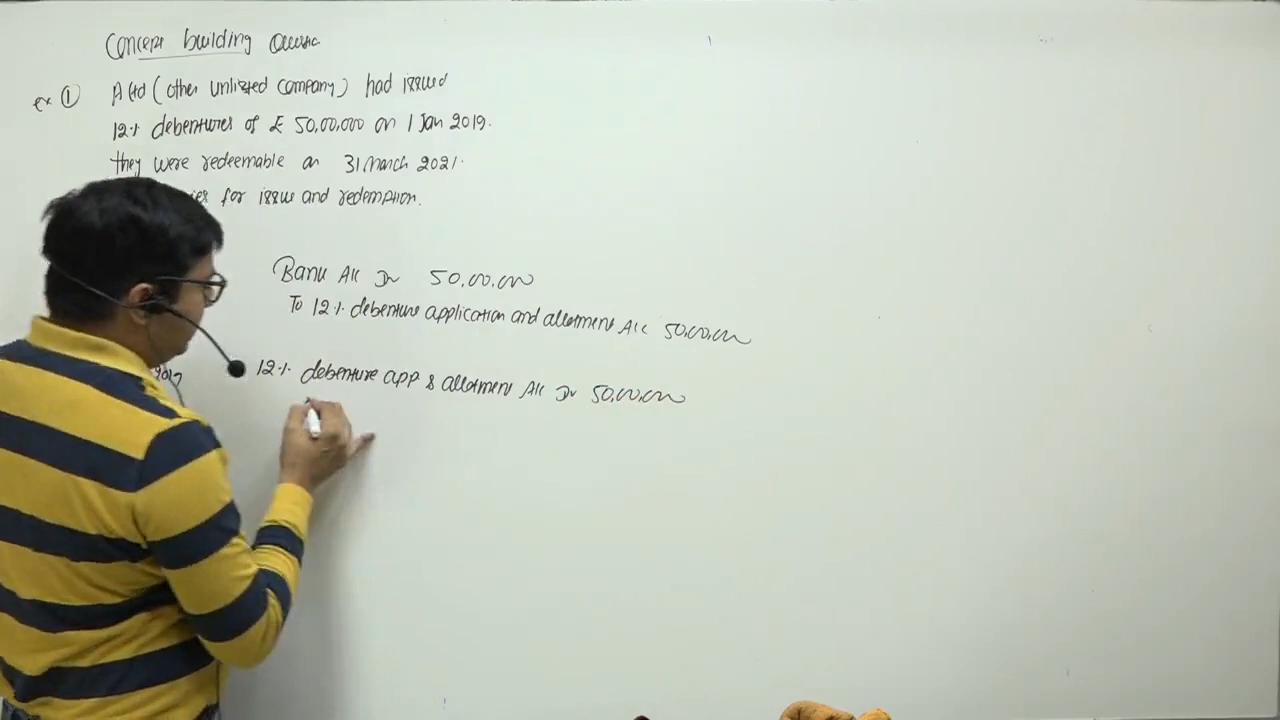 Concept building
ex ① A Ltd (other unlisted company) had issued
12% debentures of ₤ 50,00,000 on 1 Jan 2019.
they were redeemable on 31 March 2021.
for issue and redemption.
Bank A/c Dr 50,00,000
To 12% debenture application and allotment A/c 50,00,000
12% debenture app & allotment A/c Dr 50,00,000